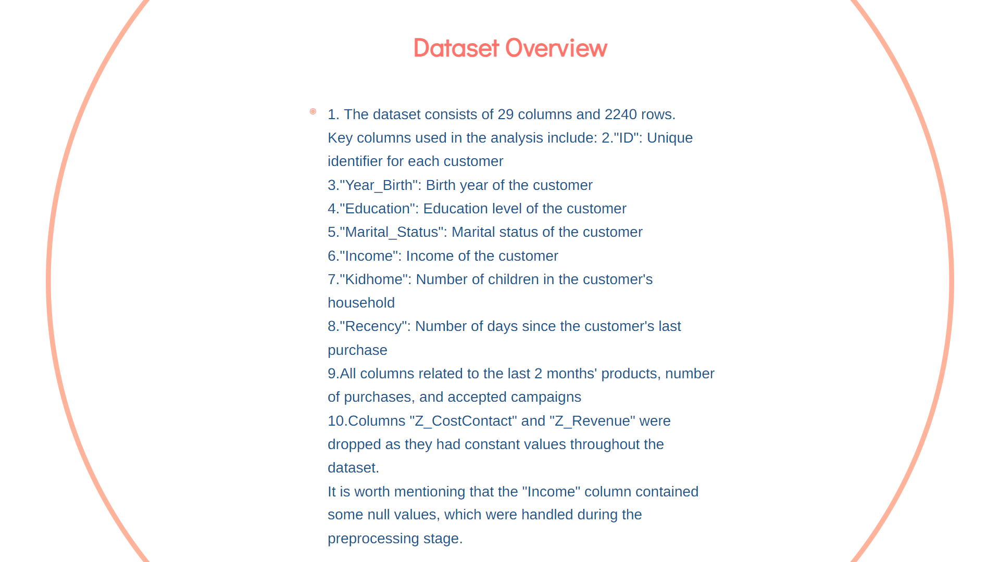 Dataset Overview
1. The dataset consists of 29 columns and 2240 rows.
Key columns used in the analysis include: 2."ID": Unique
identifier for each customer
3."Year_Birth": Birth year of the customer
4."Education": Education level of the customer
5."Marital_Status": Marital status of the customer
6."Income": Income of the customer
7."Kidhome": Number of children in the customer's
household
8."Recency": Number of days since the customer's last
purchase
9.All columns related to the last 2 months' products, number
of purchases, and accepted campaigns
10.Columns "Z_CostContact" and "Z_Revenue" were
dropped as they had constant values throughout the
dataset.
It is worth mentioning that the "Income" column contained
some null values, which were handled during the
preprocessing stage.